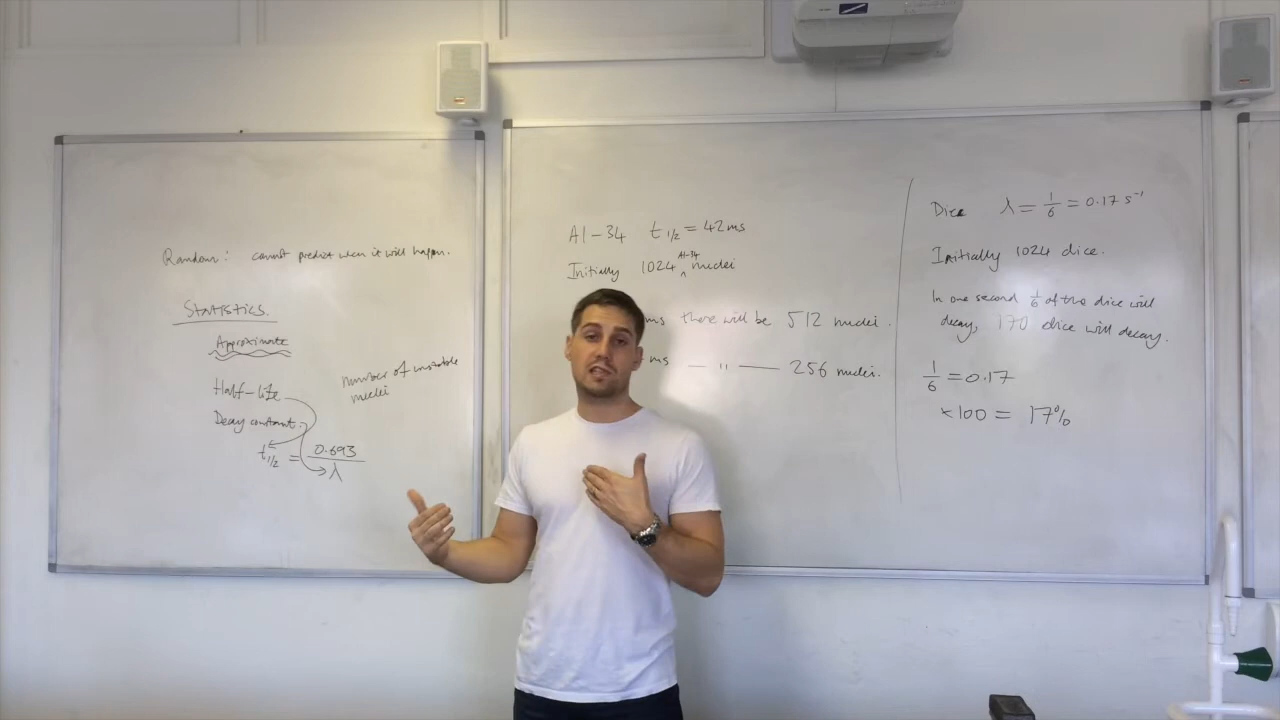 Random: cannot predict when it will happen.
Statistics.
Approximate
Half-life
Decay constant.
t1/2 = 0.693
λ
number of unstable
nuclei
Al-34 t1/2 = 42ms
Initially 1024 Al-34 nuclei
ms there will be 512 nuclei.
ms — " — 256 nuclei.
Dice λ = 1/6 = 0.17 s⁻¹
Initially 1024 dice.
In one second 1/6 of the dice will
decay, 170 dice will decay.
1/6 = 0.17
×100 = 17%